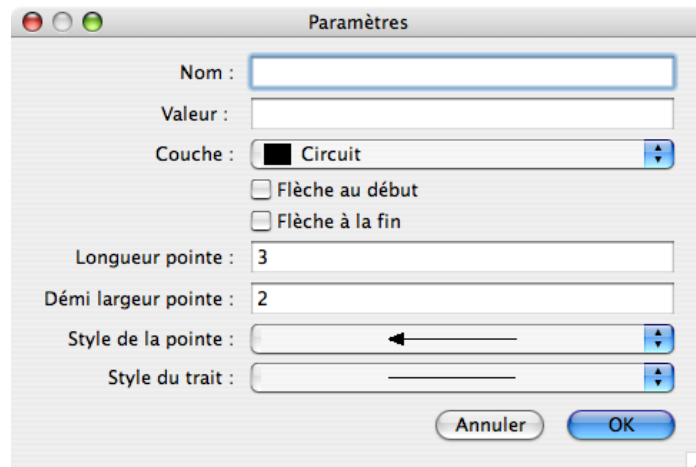 Paramètres
Nom :
Valeur :
Couche : Circuit
Flèche au début
Flèche à la fin
Longueur pointe : 3
Démi largeur pointe : 2
Style de la pointe :
Style du trait :
Annuler OK